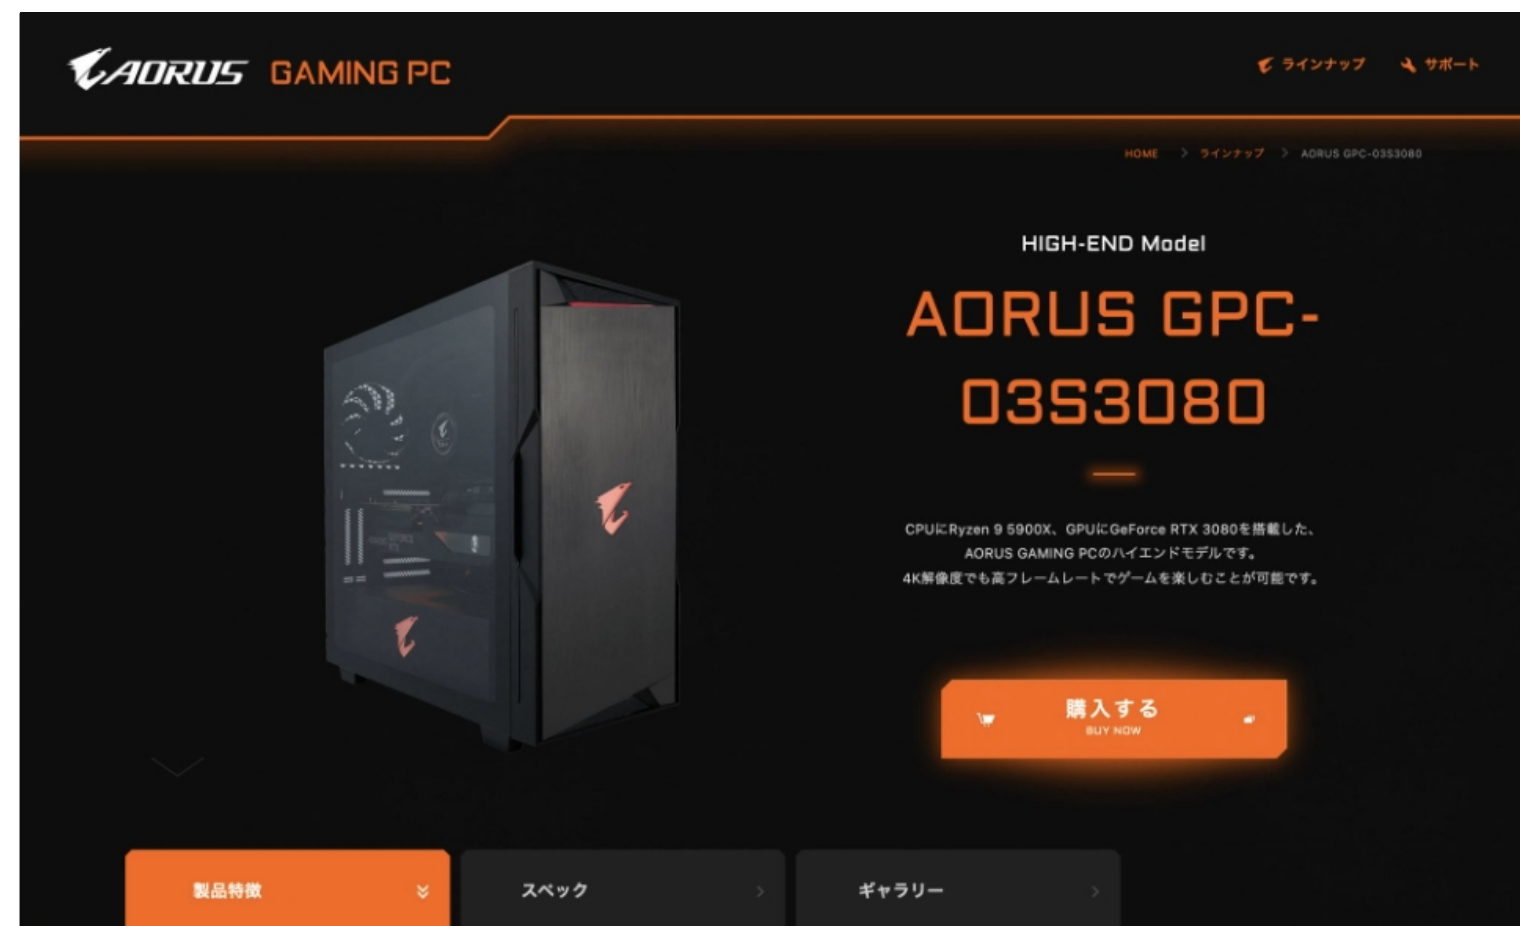 AORUS GAMING PC
ラインナップ
サポート
HOME > ラインナップ > AORUS GPC-03S3080
HIGH-END Model
AORUS GPC-
03S3080
CPUにRyzen 9 5900X、GPUにGeForce RTX 3080を搭載した、
AORUS GAMING PCのハイエンドモデルです。
4K解像度でも高フレームレートでゲームを楽しむことが可能です。
購入する
BUY NOW
製品特徴
スペック
ギャラリー